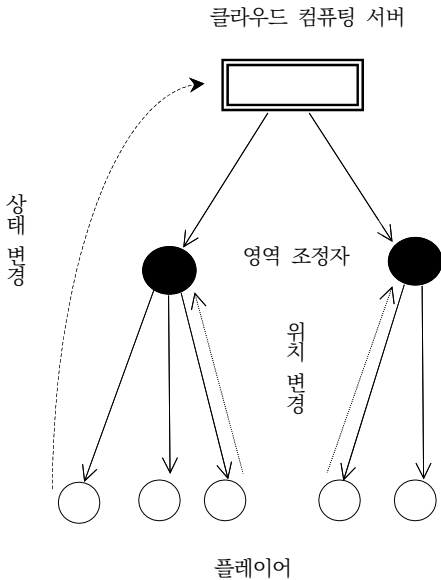 클라우드 컴퓨팅 서버
상태 변경
영역 조정자
위치 변경
플레이어